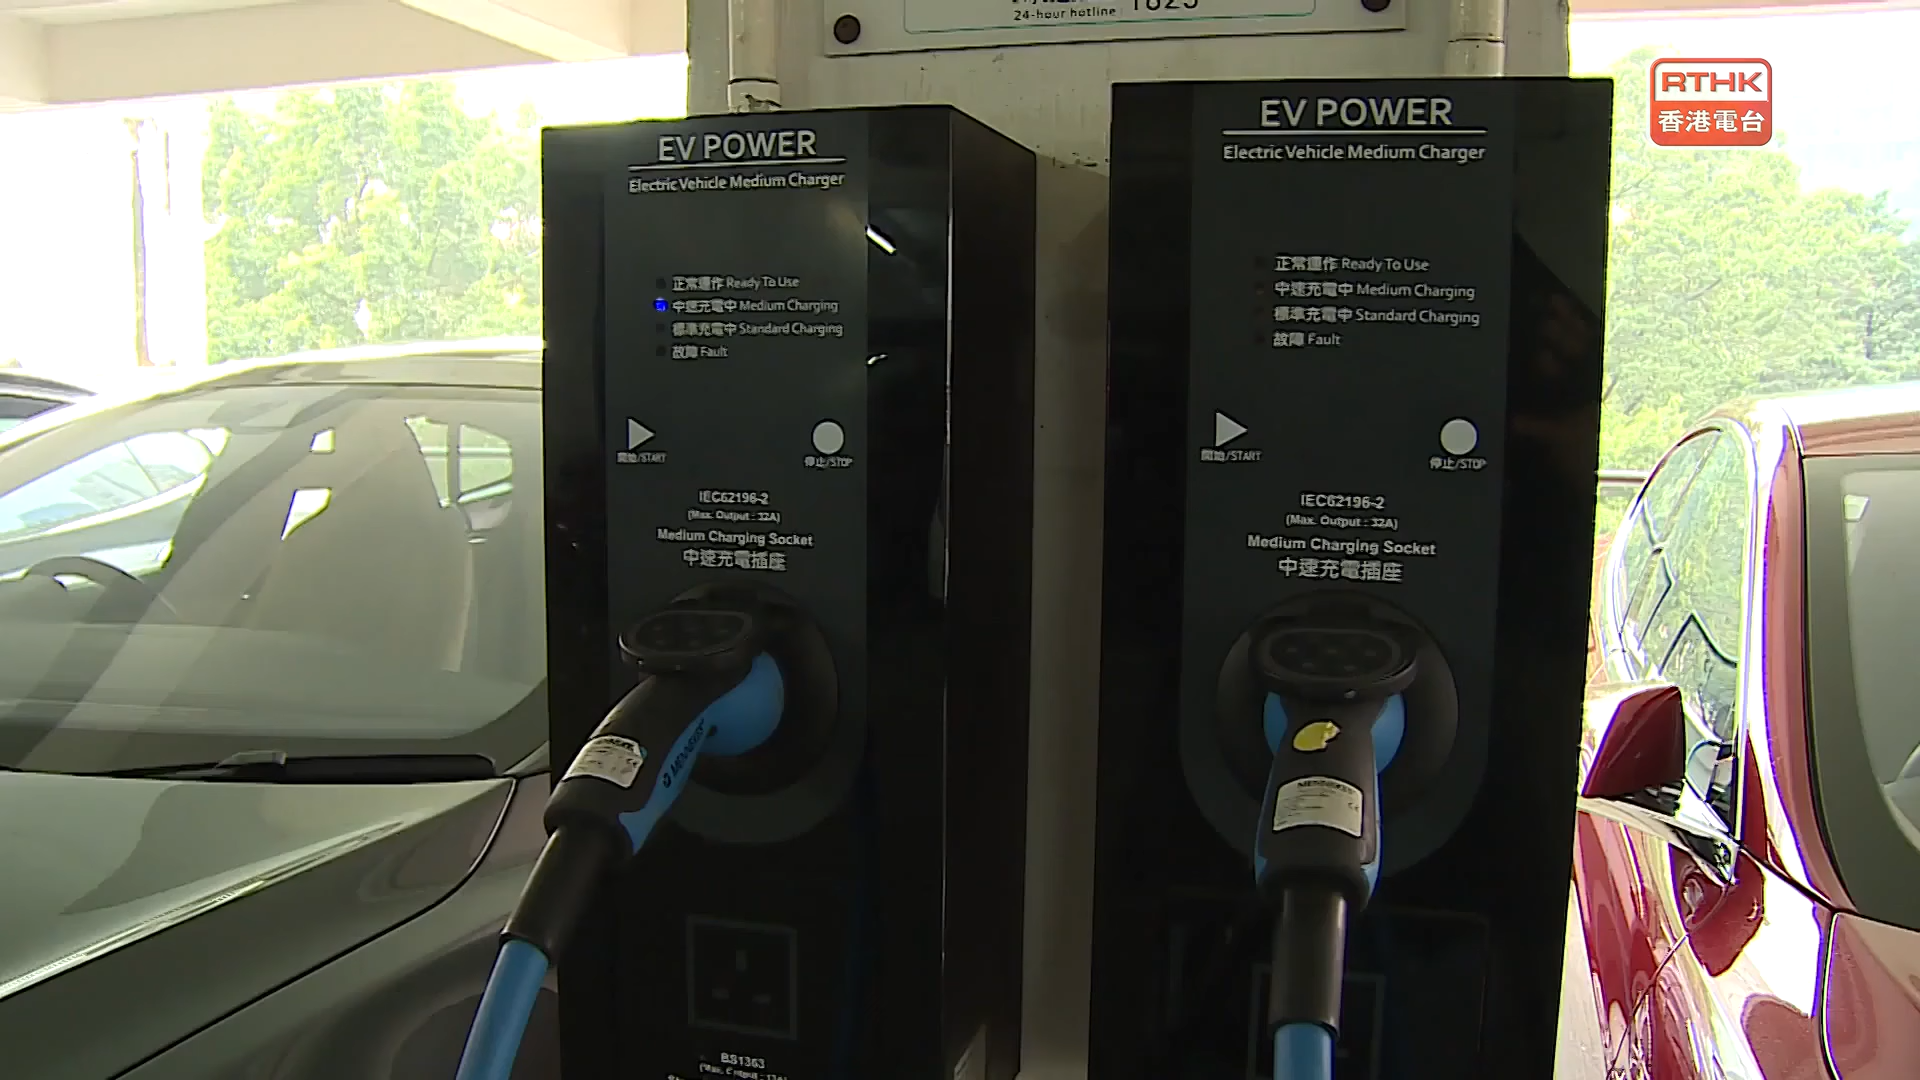 24-hour hotline 1823
RTHK
香港電台
EV POWER
Electric Vehicle Medium Charger
正常運作 Ready To Use
中速充電中 Medium Charging
標準充電中 Standard Charging
故障 Fault
開始/START
停止/STOP
IEC62196-2
(Max. Output : 32A)
Medium Charging Socket
中速充電插座
MENNEKES
BS1363
EV POWER
Electric Vehicle Medium Charger
正常運作 Ready To Use
中速充電中 Medium Charging
標準充電中 Standard Charging
故障 Fault
開始/START
停止/STOP
IEC62196-2
(Max. Output : 32A)
Medium Charging Socket
中速充電插座
MENNEKES